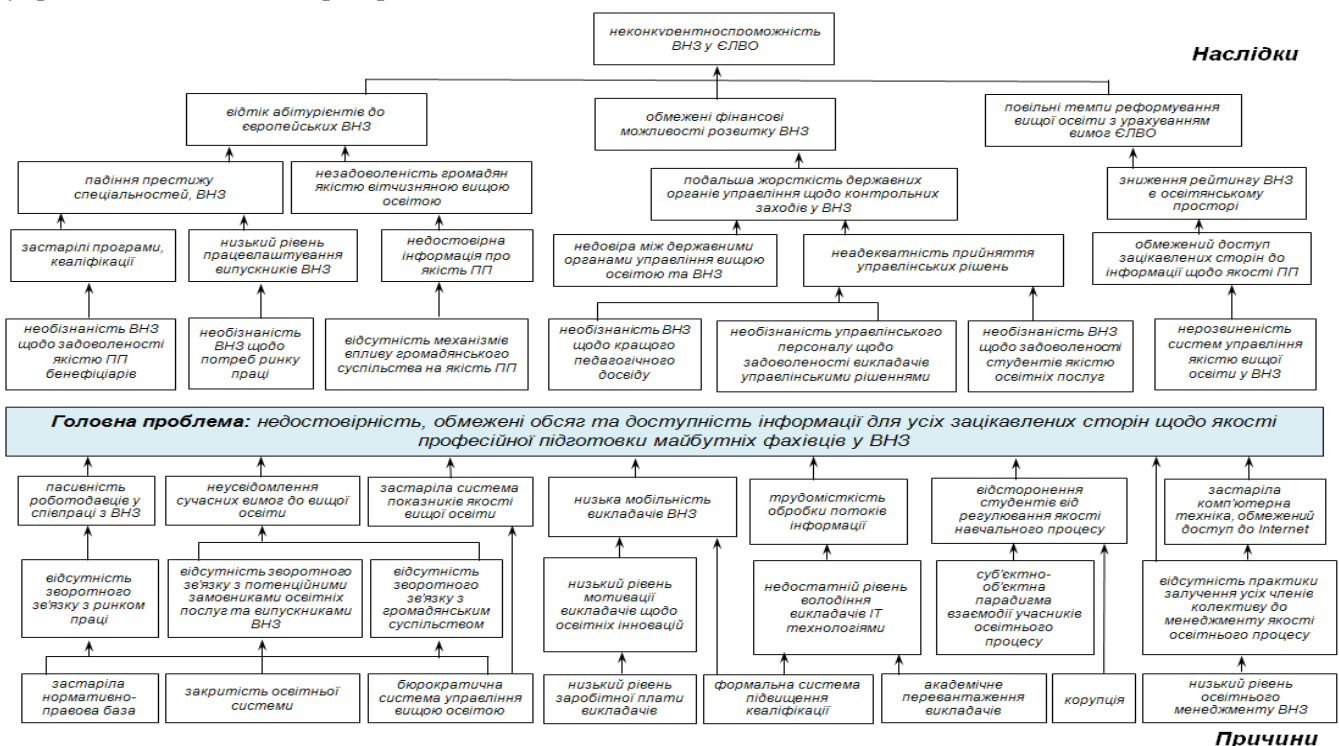 неконкурентноспроможність
ВНЗ у ЄЛВО
Наслідки
відтік абітурієнтів до
європейських ВНЗ
обмежені фінансові
можливості розвитку ВНЗ
повільні темпи реформування
вищої освіти з урахуванням
вимог ЄЛВО
падіння престижу
спеціальностей, ВНЗ
незадоволеність громадян
якістю вітчизняною вищою
освітою
подальша жорсткість державних
органів управління щодо контрольних
заходів у ВНЗ
зниження рейтингу ВНЗ
в освітянському
просторі
застарілі програми,
кваліфікації
низький рівень
працевлаштування
випускників ВНЗ
недостовірна
інформація про
якість ПП
недовіра між державними
органами управління вищою
освітою та ВНЗ
неадекватність прийняття
управлінських рішень
обмежений доступ
зацікавлених сторін до
інформації щодо якості ПП
необізнаність ВНЗ
щодо задоволеності
якістю ПП
бенефіціарів
необізнаність
ВНЗ щодо
потреб ринку
праці
відсутність механізмів
впливу громадянського
суспільства на якість ПП
необізнаність ВНЗ
щодо кращого
педагогічного
досвіду
необізнаність управлінського
персоналу щодо
задоволеності викладачів
управлінськими рішеннями
необізнаність ВНЗ
щодо задоволеності
студентів якістю
освітніх послуг
нерозвиненість
систем управління
якістю вищої
освіти у ВНЗ
Головна проблема: недостовірність, обмежені обсяг та доступність інформації для усіх зацікавлених сторін щодо якості
професійної підготовки майбутніх фахівців у ВНЗ
пасивність
роботодавців у
співпраці з ВНЗ
неусвідомлення
сучасних вимог до вищої
освіти
застаріла система
показників якості
вищої освіти
низька мобільність
викладачів ВНЗ
трудомісткість
обробки потоків
інформації
відсторонення
студентів від
регулювання якості
навчального процесу
застаріла
комп'ютерна
техніка, обмежений
доступ до Internet
відсутність
зворотного
зв'язку з ринком
праці
відсутність зворотного
зв'язку з потенційними
замовниками освітніх
послуг та випускниками
ВНЗ
відсутність
зворотного
зв'язку з
громадянським
суспільством
низький рівень
мотивації
викладачів щодо
освітніх інновацій
недостатній рівень
володіння
викладачів ІТ
технологіями
суб'єктно-
об'єктна
парадигма
взаємодії учасників
освітнього
процесу
відсутність практики
залучення усіх членів
колективу до
менеджменту якості
освітнього процесу
застаріла
нормативно-
правова база
закритість освітньої
системи
бюрократична
система управління
вищою освітою
низький рівень
заробітної плати
викладачів
формальна система
підвищення
кваліфікації
академічне
перевантаження
викладачів
корупція
низький рівень
освітнього
менеджменту ВНЗ
Причини